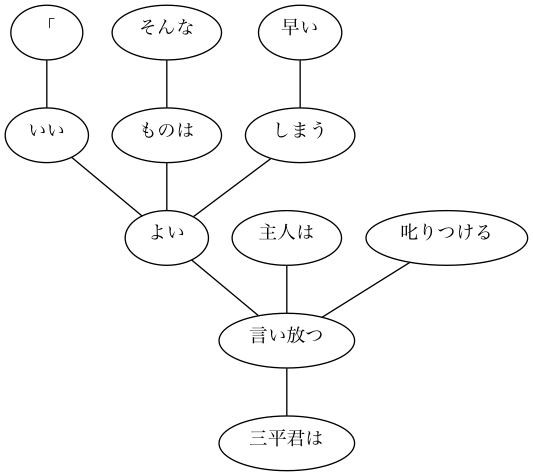 「
そんな
早い
いい
ものは
しまう
よい
主人は
叱りつける
言い放つ
三平君は